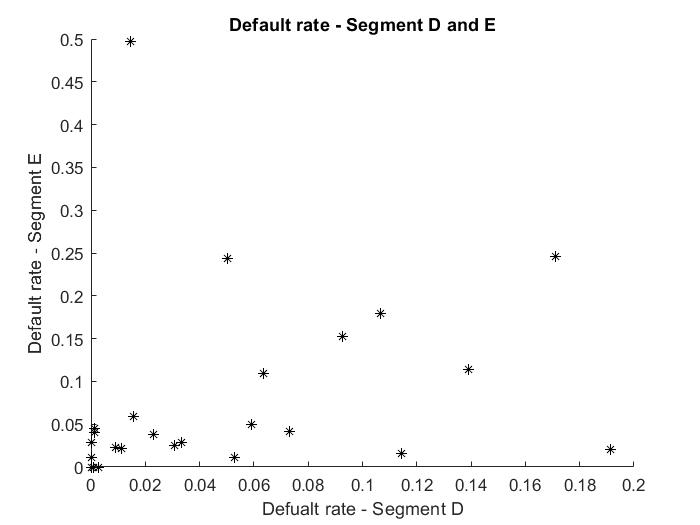 Default rate - Segment D and E
0.5
0.45
0.4
0.35
0.3
0.25
0.2
0.15
0.1
0.05
0
Default rate - Segment E
0 0.02 0.04 0.06 0.08 0.1 0.12 0.14 0.16 0.18 0.2
Defualt rate - Segment D